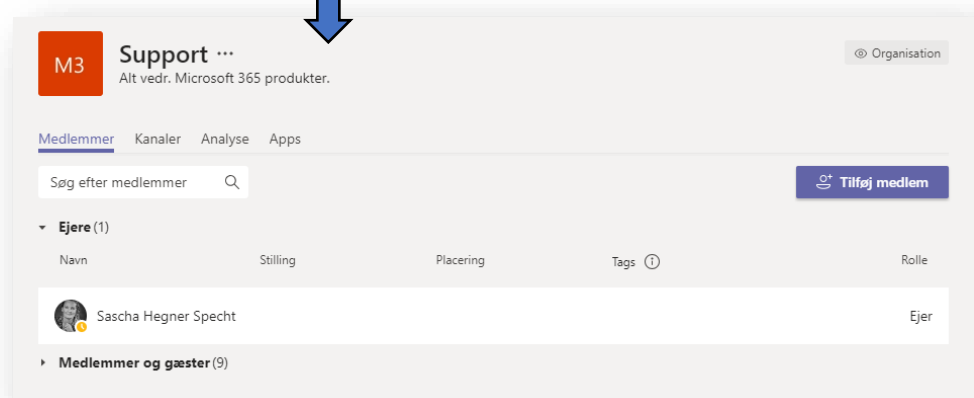 M3
Support ...
Alt vedr. Microsoft 365 produkter.
Organisation
Medlemmer Kanaler Analyse Apps
Søg efter medlemmer
Tilføj medlem
Ejere (1)
Navn Stilling Placering Tags Rolle
Sascha Hegner Specht Ejer
Medlemmer og gæster (9)